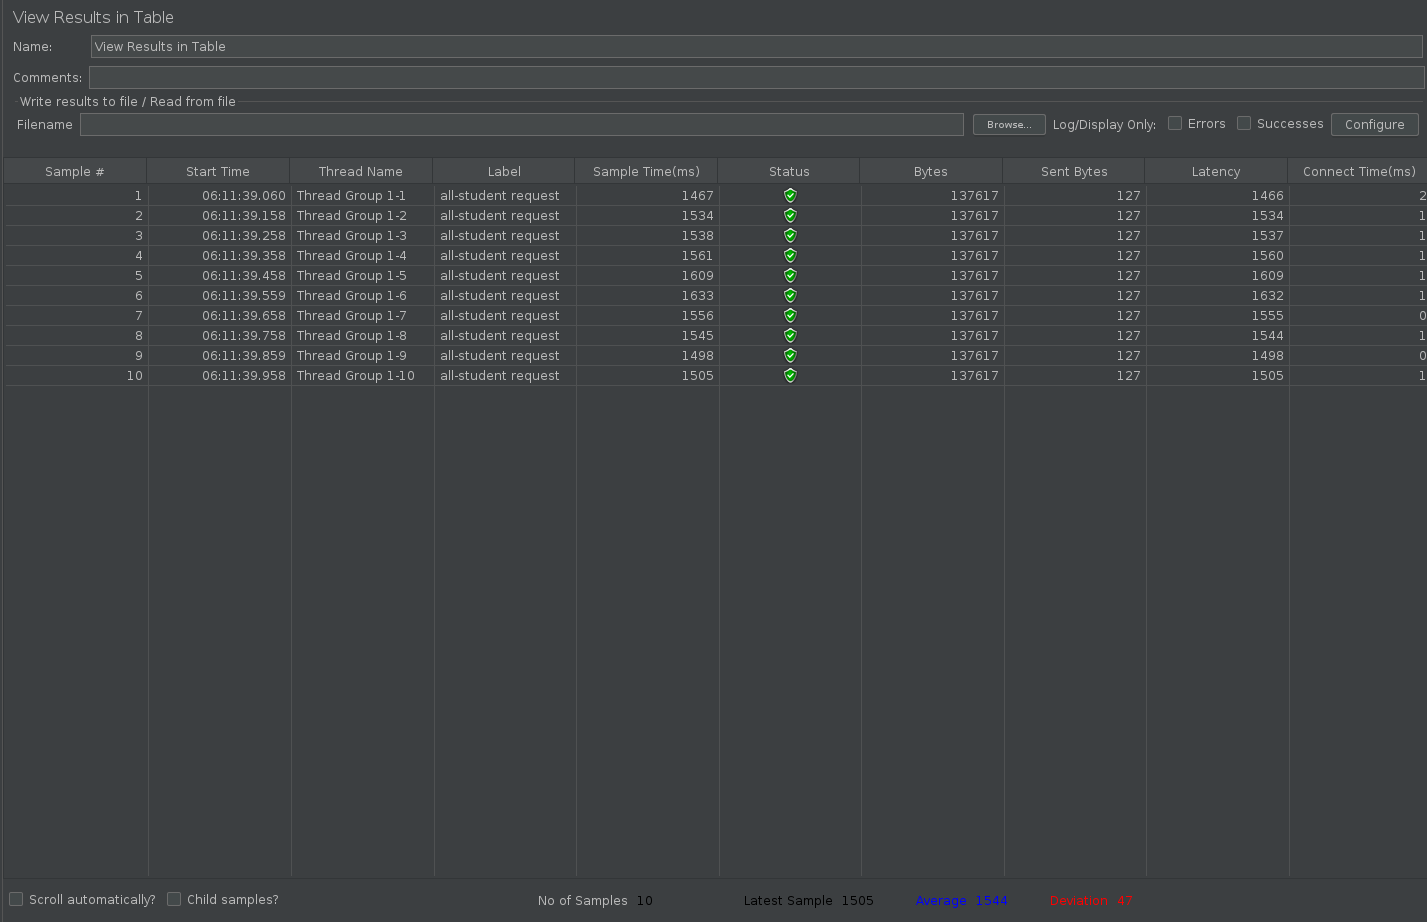 View Results in Table
Name: View Results in Table
Comments:
Write results to file / Read from file
Filename Browse... Log/Display Only: Errors Successes Configure
Sample # Start Time Thread Name Label Sample Time(ms) Status Bytes Sent Bytes Latency Connect Time(ms)
1 06:11:39.060 Thread Group 1-1 all-student request 1467 137617 127 1466 2
2 06:11:39.158 Thread Group 1-2 all-student request 1534 137617 127 1534 1
3 06:11:39.258 Thread Group 1-3 all-student request 1538 137617 127 1537 1
4 06:11:39.358 Thread Group 1-4 all-student request 1561 137617 127 1560 1
5 06:11:39.458 Thread Group 1-5 all-student request 1609 137617 127 1609 1
6 06:11:39.559 Thread Group 1-6 all-student request 1633 137617 127 1632 1
7 06:11:39.658 Thread Group 1-7 all-student request 1556 137617 127 1555 0
8 06:11:39.758 Thread Group 1-8 all-student request 1545 137617 127 1544 1
9 06:11:39.859 Thread Group 1-9 all-student request 1498 137617 127 1498 0
10 06:11:39.958 Thread Group 1-10 all-student request 1505 137617 127 1505 1
Scroll automatically? Child samples? No of Samples 10 Latest Sample 1505 Average 1544 Deviation 47